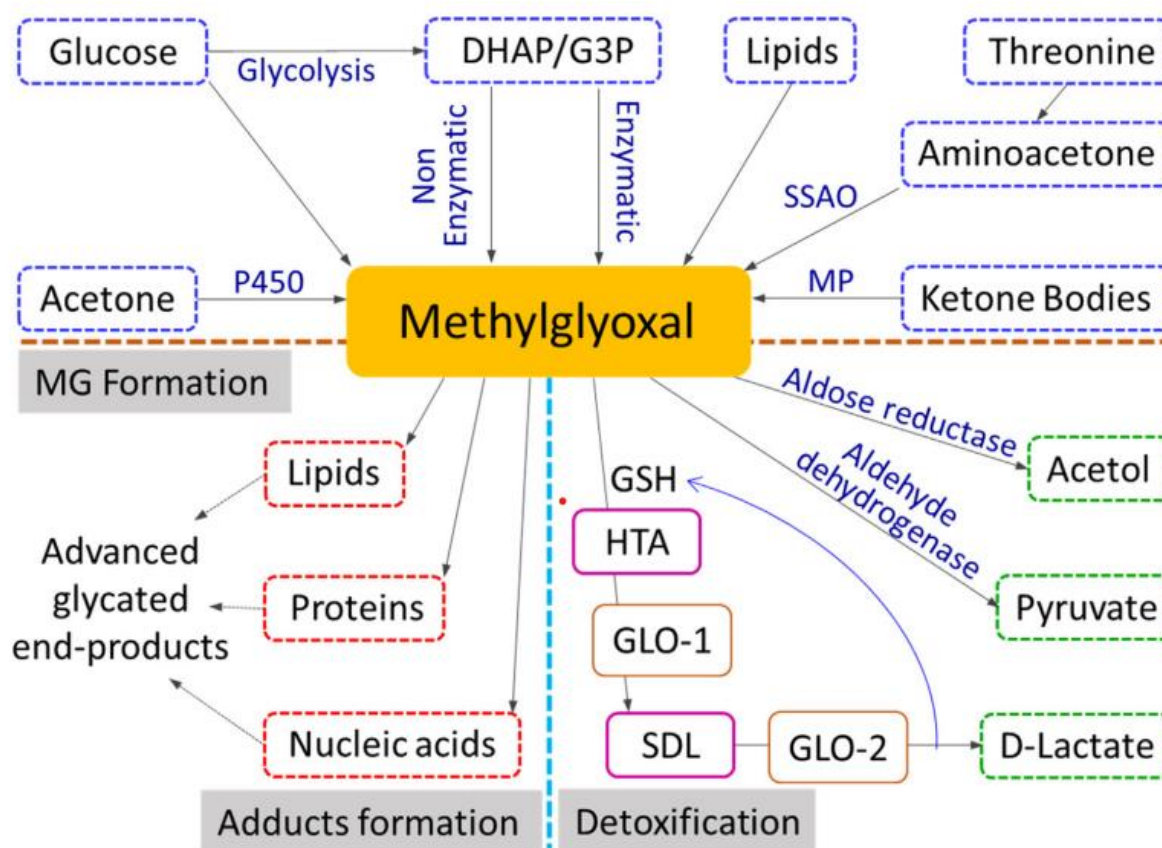 Glucose
Glycolysis
DHAP/G3P
Lipids
Threonine
Aminoacetone
Non
Enzymatic
Enzymatic
SSAO
Acetone
P450
MP
Ketone Bodies
Methylglyoxal
MG Formation
Lipids
Proteins
Nucleic acids
Advanced
glycated
end-products
Adducts formation
GSH
HTA
GLO-1
SDL
GLO-2
Aldose reductase
Acetol
Aldehyde
dehydrogenase
Pyruvate
D-Lactate
Detoxification